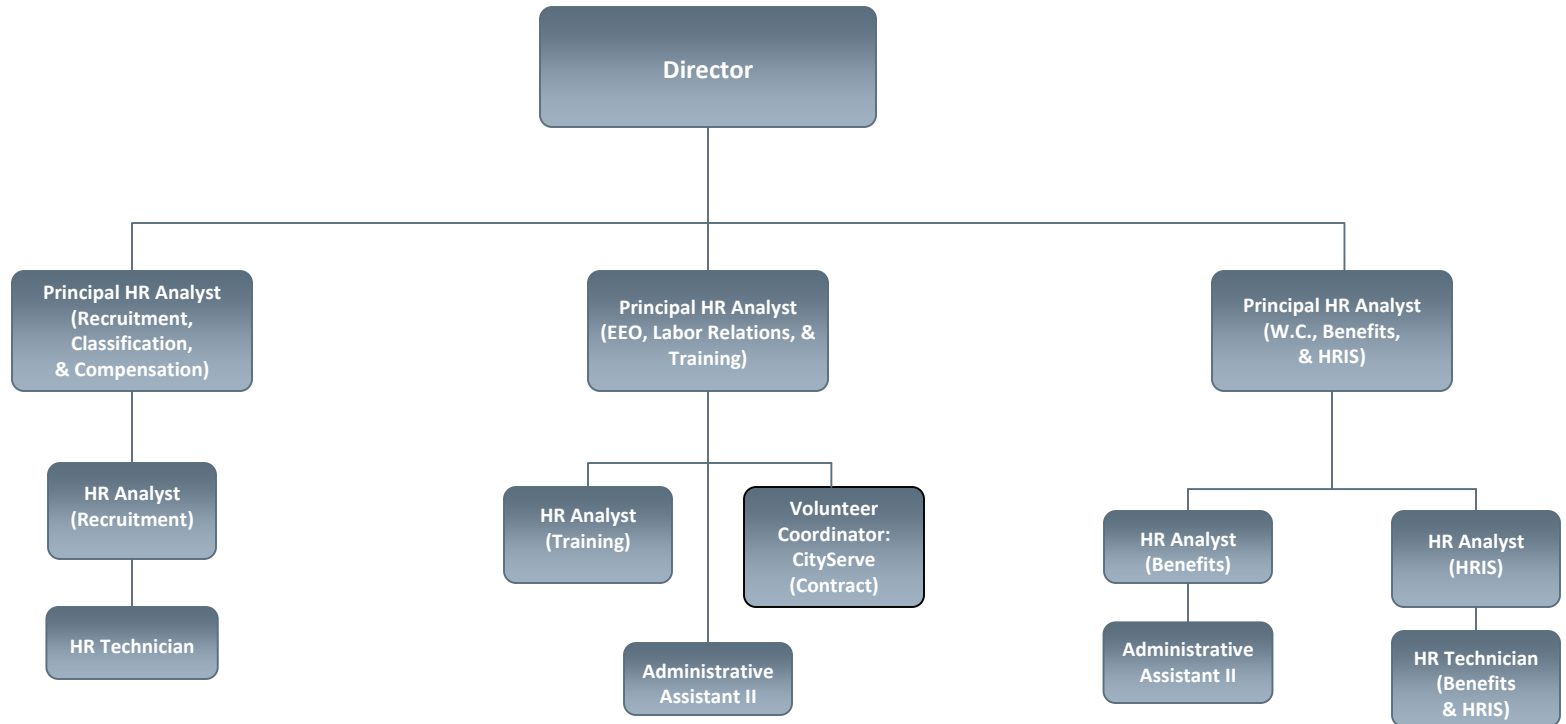 Director
Principal HR Analyst
(Recruitment,
Classification,
& Compensation)
Principal HR Analyst
(EEO, Labor Relations, &
Training)
Principal HR Analyst
(W.C., Benefits,
& HRIS)
HR Analyst
(Recruitment)
HR Analyst
(Training)
Volunteer
Coordinator:
CityServe
(Contract)
HR Analyst
(Benefits)
HR Analyst
(HRIS)
HR Technician
Administrative
Assistant II
Administrative
Assistant II
HR Technician
(Benefits
& HRIS)